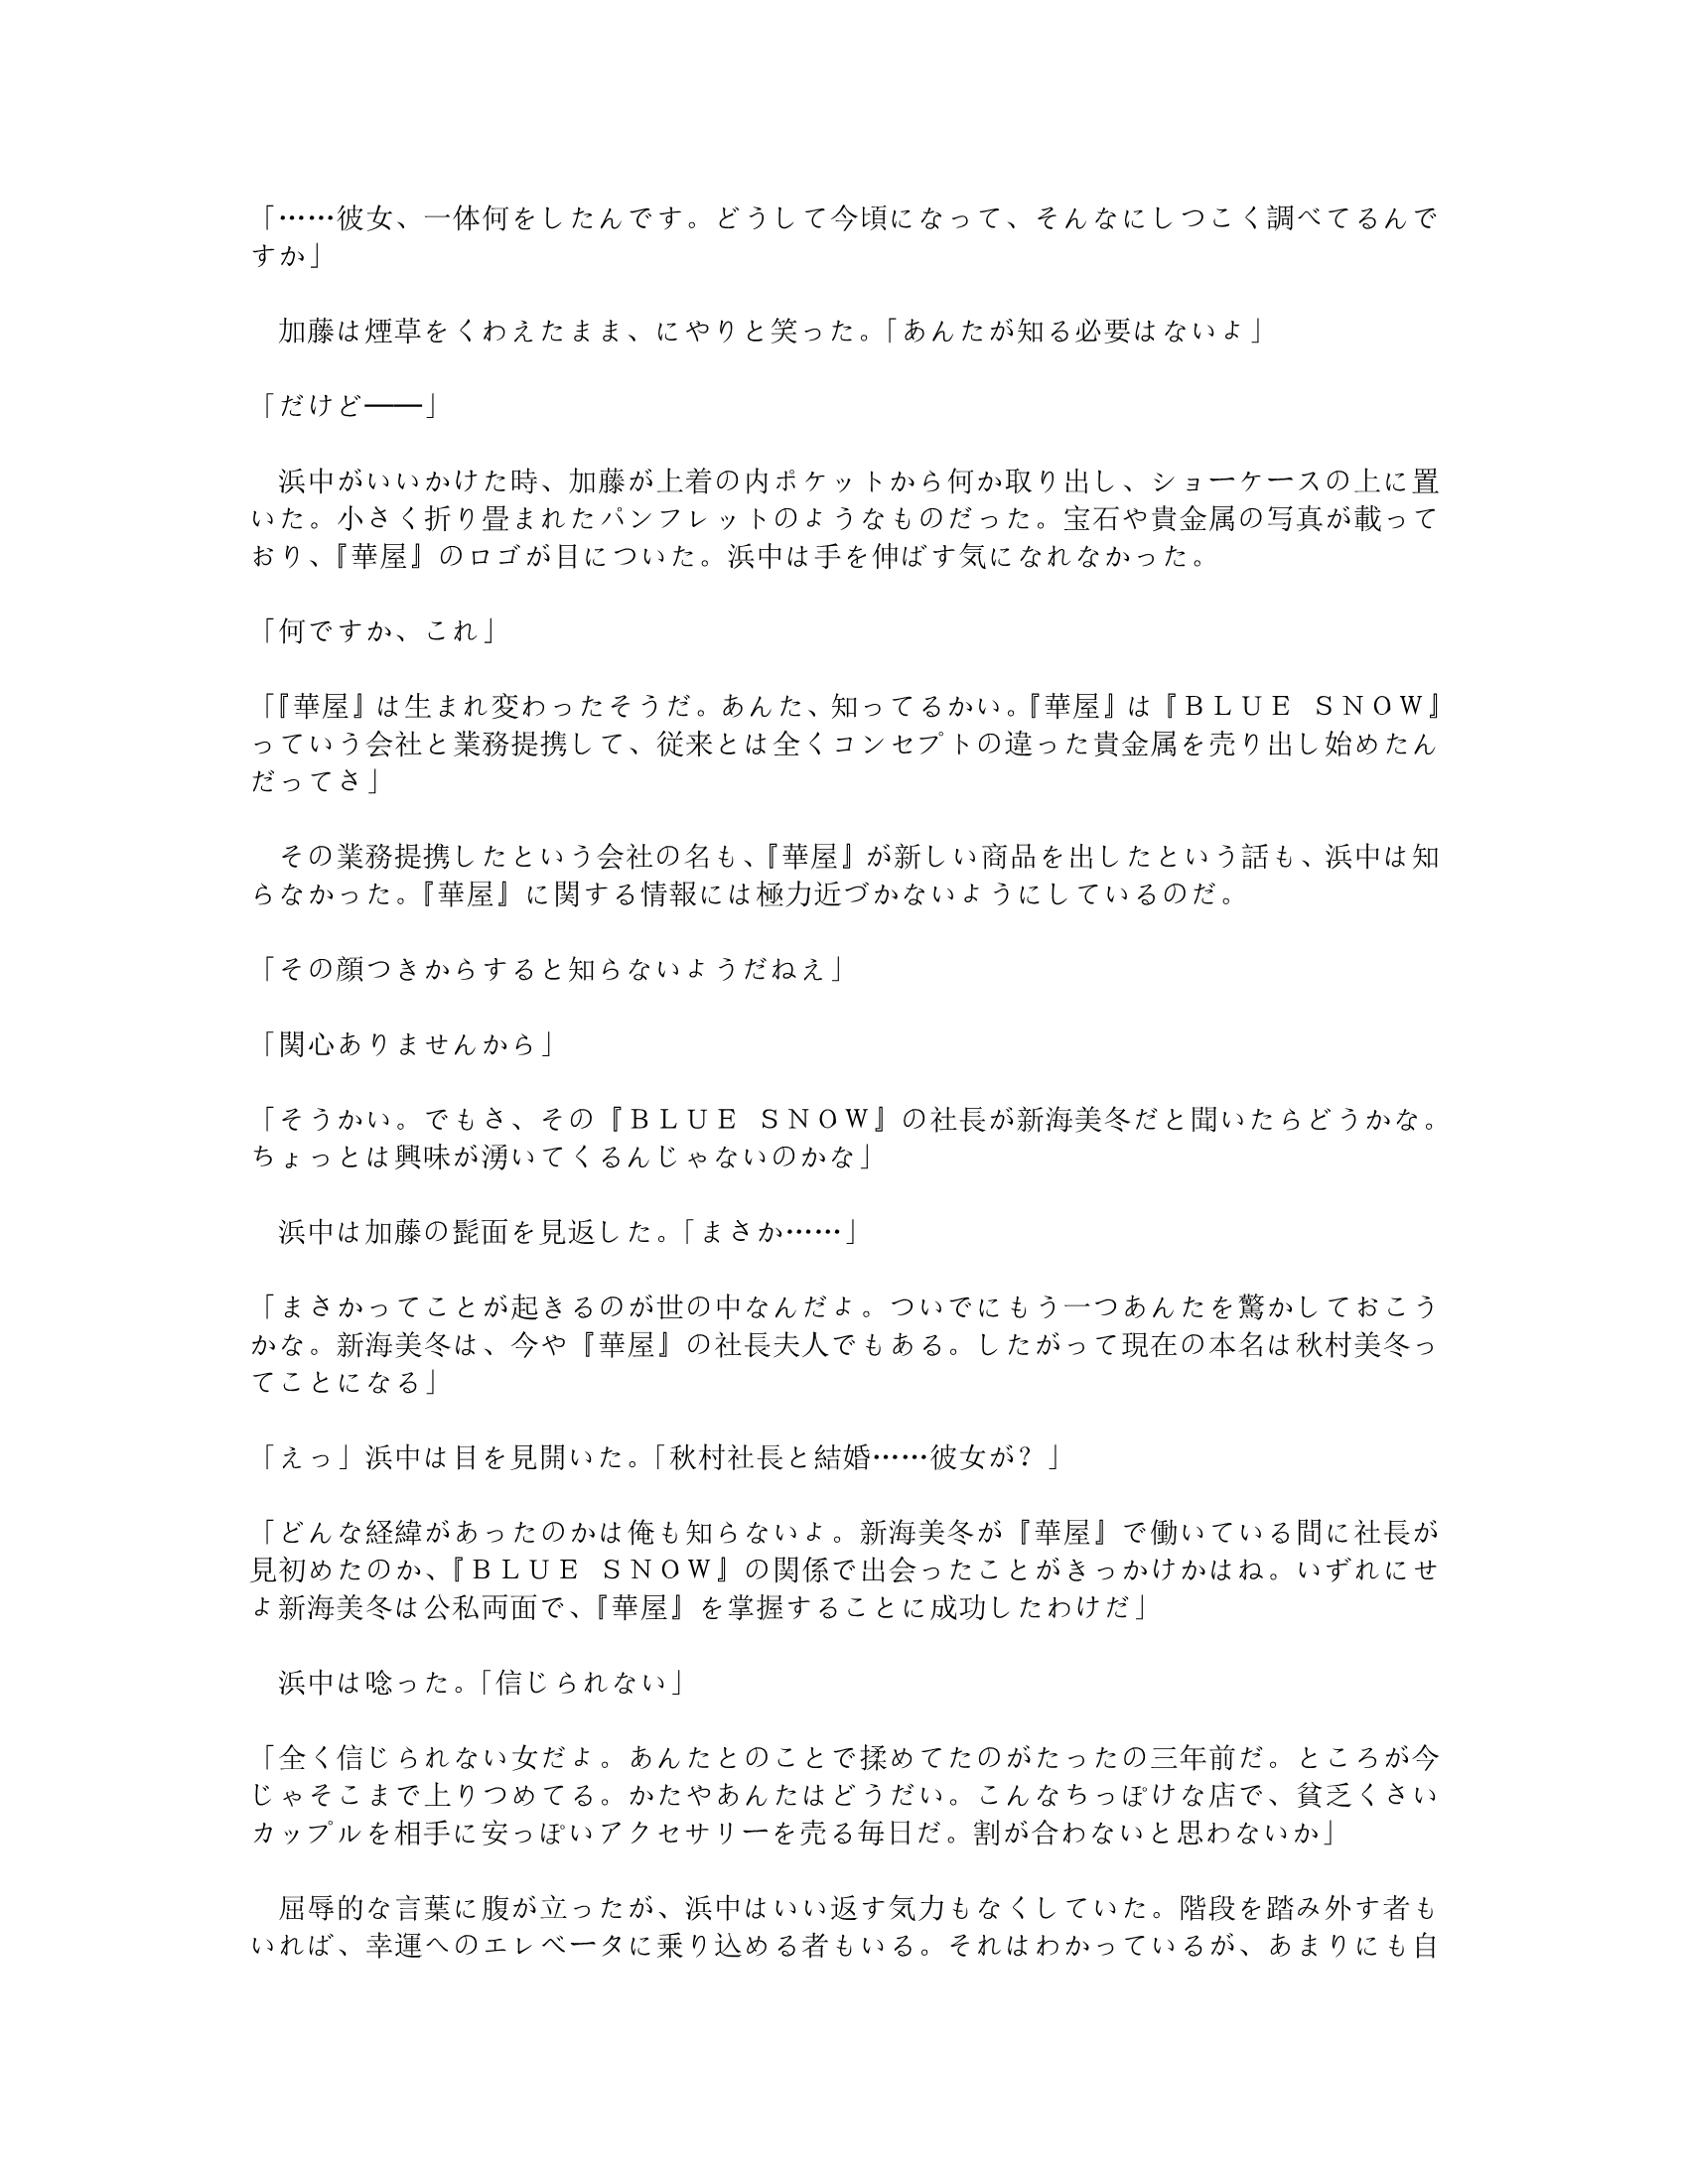 「……彼女、一体何をしたんです。どうして今頃になって、そんなにしつこく調べてるんで
すか」
　加藤は煙草をくわえたまま、にやりと笑った。「あんたが知る必要はないよ」
「だけど――」
　浜中がいいかけた時、加藤が上着の内ポケットから何か取り出し、ショーケースの上に置
いた。小さく折り畳まれたパンフレットのようなものだった。宝石や貴金属の写真が載って
おり、『華屋』のロゴが目についた。浜中は手を伸ばす気になれなかった。
「何ですか、これ」
「『華屋』は生まれ変わったそうだ。あんた、知ってるかい。『華屋』は『ＢＬＵＥ　ＳＮＯＷ』
っていう会社と業務提携して、従来とは全くコンセプトの違った貴金属を売り出し始めたん
だってさ」
　その業務提携したという会社の名も、『華屋』が新しい商品を出したという話も、浜中は知
らなかった。『華屋』に関する情報には極力近づかないようにしているのだ。
「その顔つきからすると知らないようだねえ」
「関心ありませんから」
「そうかい。でもさ、その『ＢＬＵＥ　ＳＮＯＷ』の社長が新海美冬だと聞いたらどうかな。
ちょっとは興味が湧いてくるんじゃないのかな」
　浜中は加藤の髭面を見返した。「まさか……」
「まさかってことが起きるのが世の中なんだよ。ついでにもう一つあんたを驚かしておこう
かな。新海美冬は、今や『華屋』の社長夫人でもある。したがって現在の本名は秋村美冬っ
てことになる」
「えっ」浜中は目を見開いた。「秋村社長と結婚……彼女が？」
「どんな経緯があったのかは俺も知らないよ。新海美冬が『華屋』で働いている間に社長が
見初めたのか、『ＢＬＵＥ　ＳＮＯＷ』の関係で出会ったことがきっかけかはね。いずれにせ
よ新海美冬は公私両面で、『華屋』を掌握することに成功したわけだ」
　浜中は唸った。「信じられない」
「全く信じられない女だよ。あんたとのことで揉めてたのがたったの三年前だ。ところが今
じゃそこまで上りつめてる。かたやあんたはどうだい。こんなちっぽけな店で、貧乏くさい
カップルを相手に安っぽいアクセサリーを売る毎日だ。割が合わないと思わないか」
　屈辱的な言葉に腹が立ったが、浜中はいい返す気力もなくしていた。階段を踏み外す者も
いれば、幸運へのエレベータに乗り込める者もいる。それはわかっているが、あまりにも自